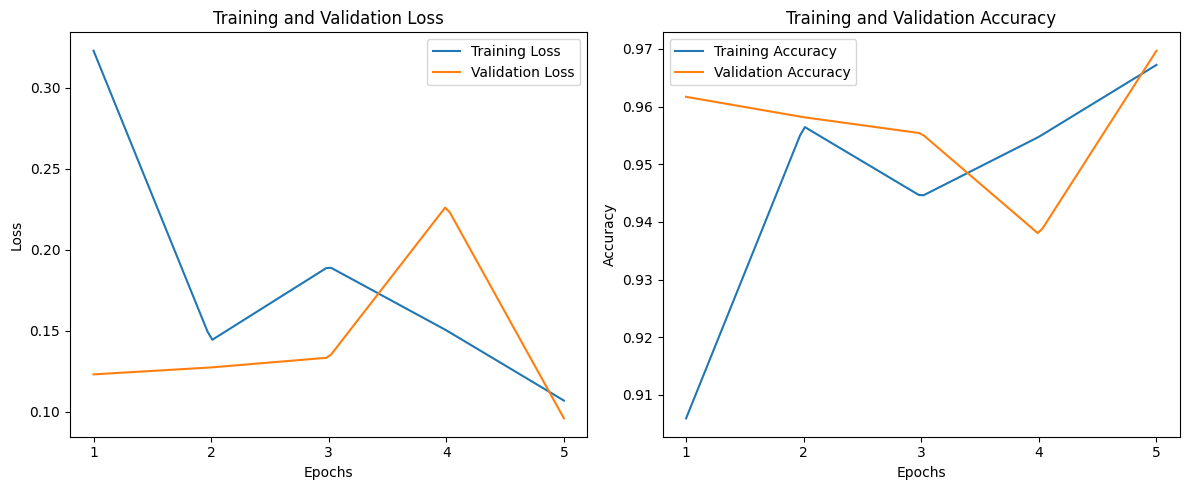 Training and Validation Loss
Training Loss
Validation Loss
0.30
0.25
0.20
0.15
0.10
Loss
1 2 3 4 5
Epochs
Training and Validation Accuracy
Training Accuracy
Validation Accuracy
0.97
0.96
0.95
0.94
0.93
0.92
0.91
Accuracy
1 2 3 4 5
Epochs